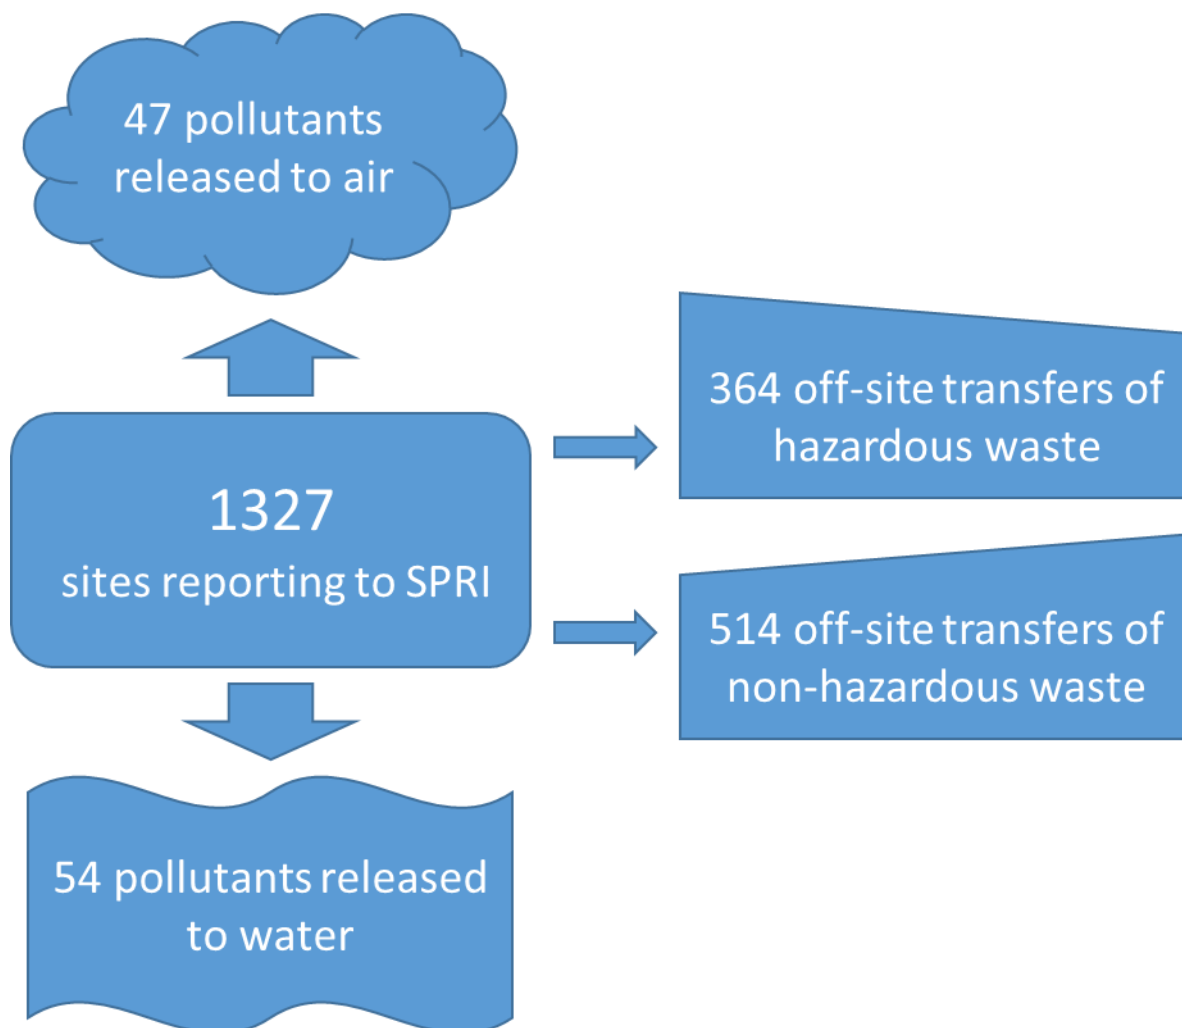 47 pollutants
released to air
364 off-site transfers of
hazardous waste
1327
sites reporting to SPRI
514 off-site transfers of
non-hazardous waste
54 pollutants released
to water